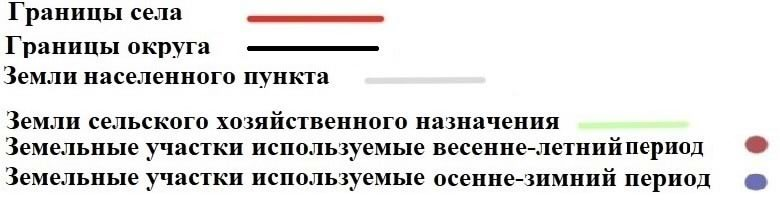 Границы села
Границы округа
Земли населенного пункта
Земли сельского хозяйственного назначения
Земельные участки используемые весенне-летний период
Земельные участки используемые осенне-зимний период